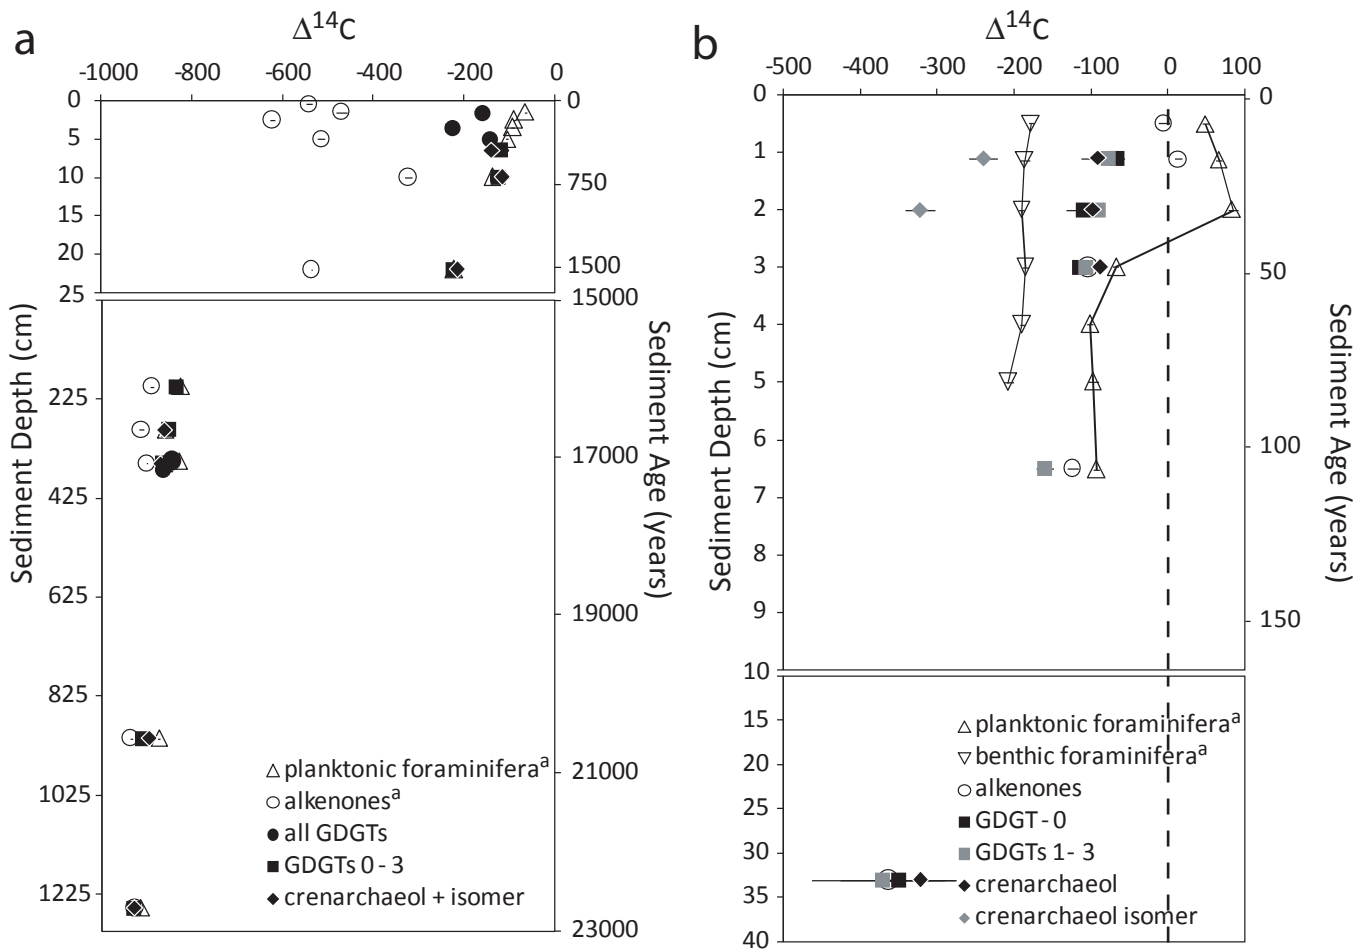 a
Δ14C
-1000 -800 -600 -400 -200 0
0
5
10
15
20
25
225
425
625
825
1025
1225
Sediment Depth (cm)
0
750
1500
15000
17000
19000
21000
23000
Sediment Age (years)
planktonic foraminiferaa
alkenonesa
all GDGTs
GDGTs 0 - 3
crenarchaeol + isomer
b
Δ14C
-500 -400 -300 -200 -100 0 100
0
1
2
3
4
5
6
7
8
9
10
15
20
25
30
35
40
Sediment Depth (cm)
0
50
100
150
Sediment Age (years)
planktonic foraminiferaa
benthic foraminiferaa
alkenones
GDGT - 0
GDGTs 1- 3
crenarchaeol
crenarchaeol isomer